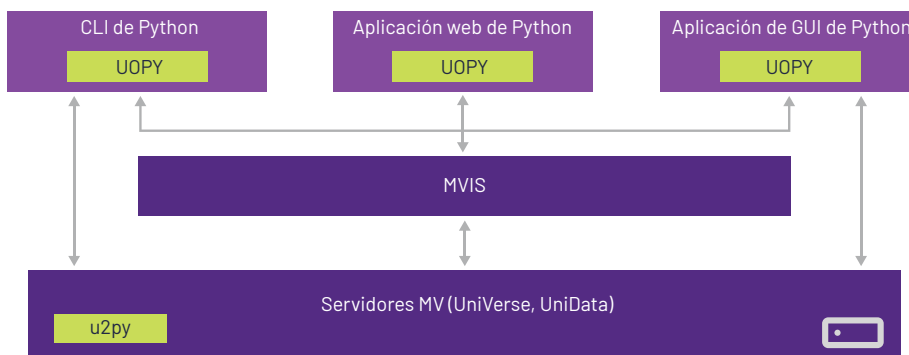 CLI de Python
UOPY
Aplicación web de Python
UOPY
Aplicación de GUI de Python
UOPY
MVIS
Servidores MV (UniVerse, UniData)
u2py